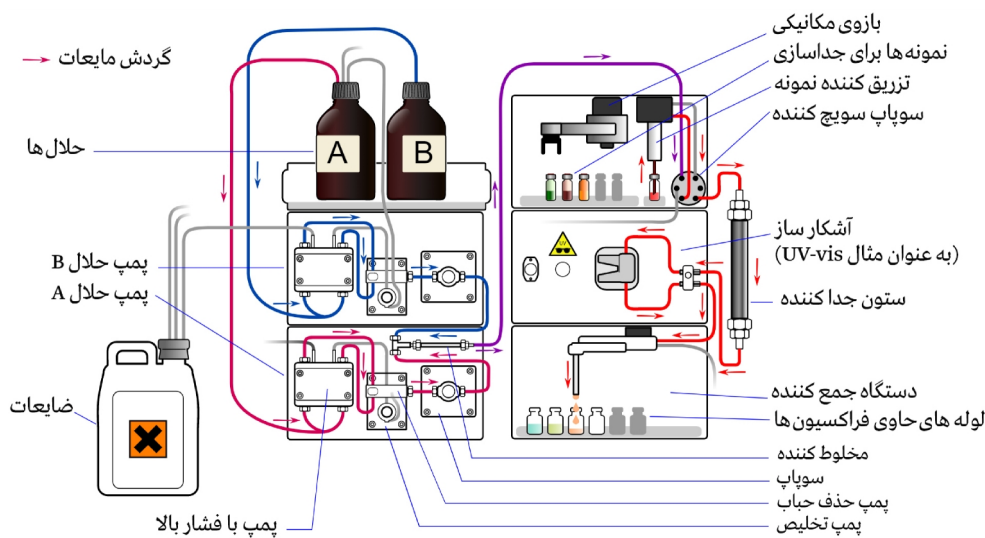 گردش مایعات
حلال‌ها
A
B
پمپ حلال B
پمپ حلال A
ضایعات
پمپ با فشار بالا
بازوی مکانیکی
نمونه‌ها برای جداسازی
تزریق کننده نمونه
سوپاپ سویچ کننده
UV
آشکار ساز
(به عنوان مثال UV-vis)
ستون جدا کننده
دستگاه جمع کننده
لوله های حاوی فراکسیون‌ها
مخلوط کننده
سوپاپ
پمپ حذف حباب
پمپ تخلیص